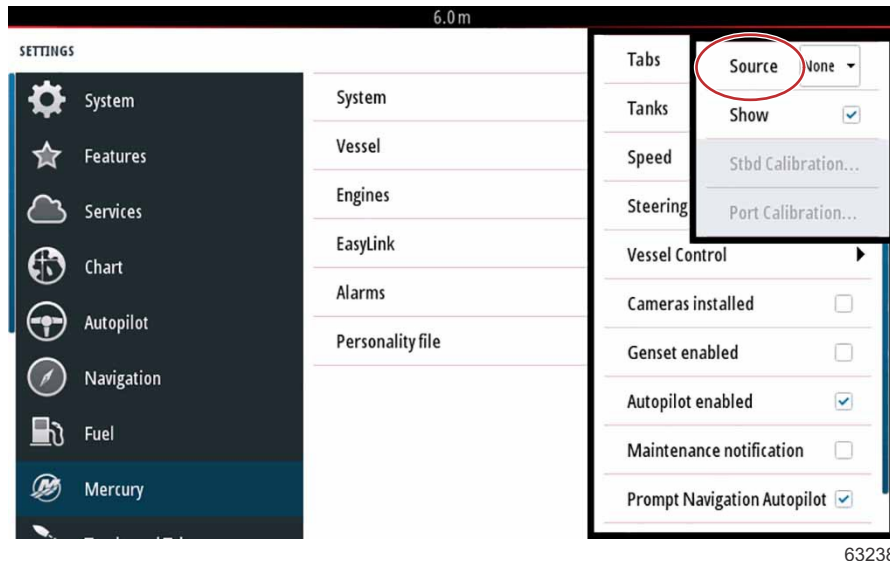 6.0 m
SETTINGS
System
Features
Services
Chart
Autopilot
Navigation
Fuel
Mercury
System
Vessel
Engines
EasyLink
Alarms
Personality file
Tabs
Tanks
Speed
Steering
Vessel Control
Cameras installed
Genset enabled
Autopilot enabled
Maintenance notification
Prompt Navigation Autopilot
Source None
Show
Stbd Calibration...
Port Calibration...
63238